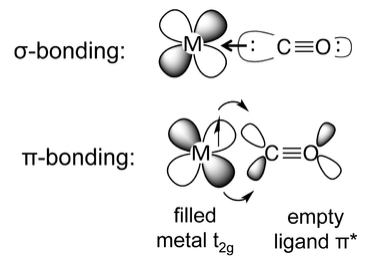 σ-bonding: M : C≡O:
π-bonding: M C≡O
filled empty
metal t₂g ligand π*